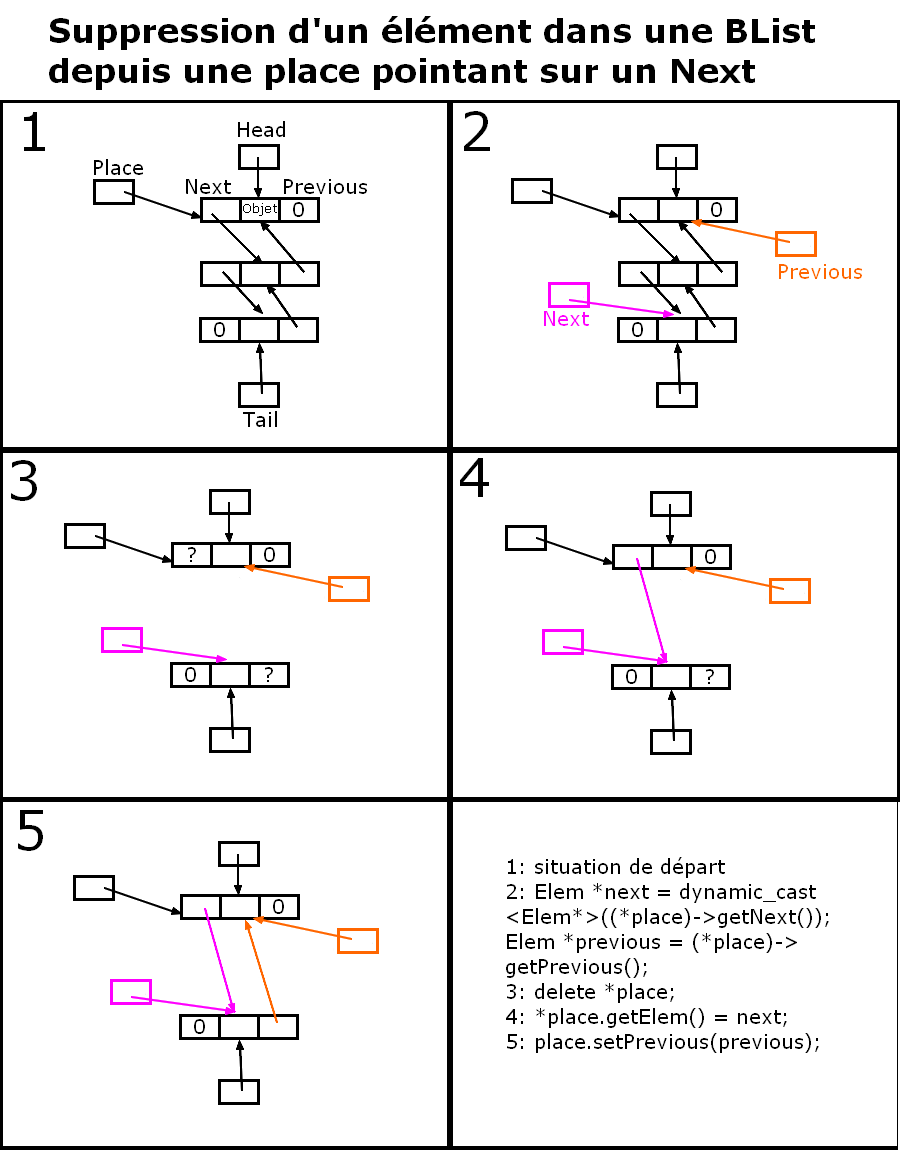 Suppression d'un élément dans une BList
depuis une place pointant sur un Next
1
Head
Place
Next
Previous
Objet
0
0
Tail
2
0
Previous
Next
0
3
?
0
0
?
4
0
0
?
5
0
0
1: situation de départ
2: Elem *next = dynamic_cast
<Elem*>((*place)->getNext());
Elem *previous = (*place)->
getPrevious();
3: delete *place;
4: *place.getElem() = next;
5: place.setPrevious(previous);